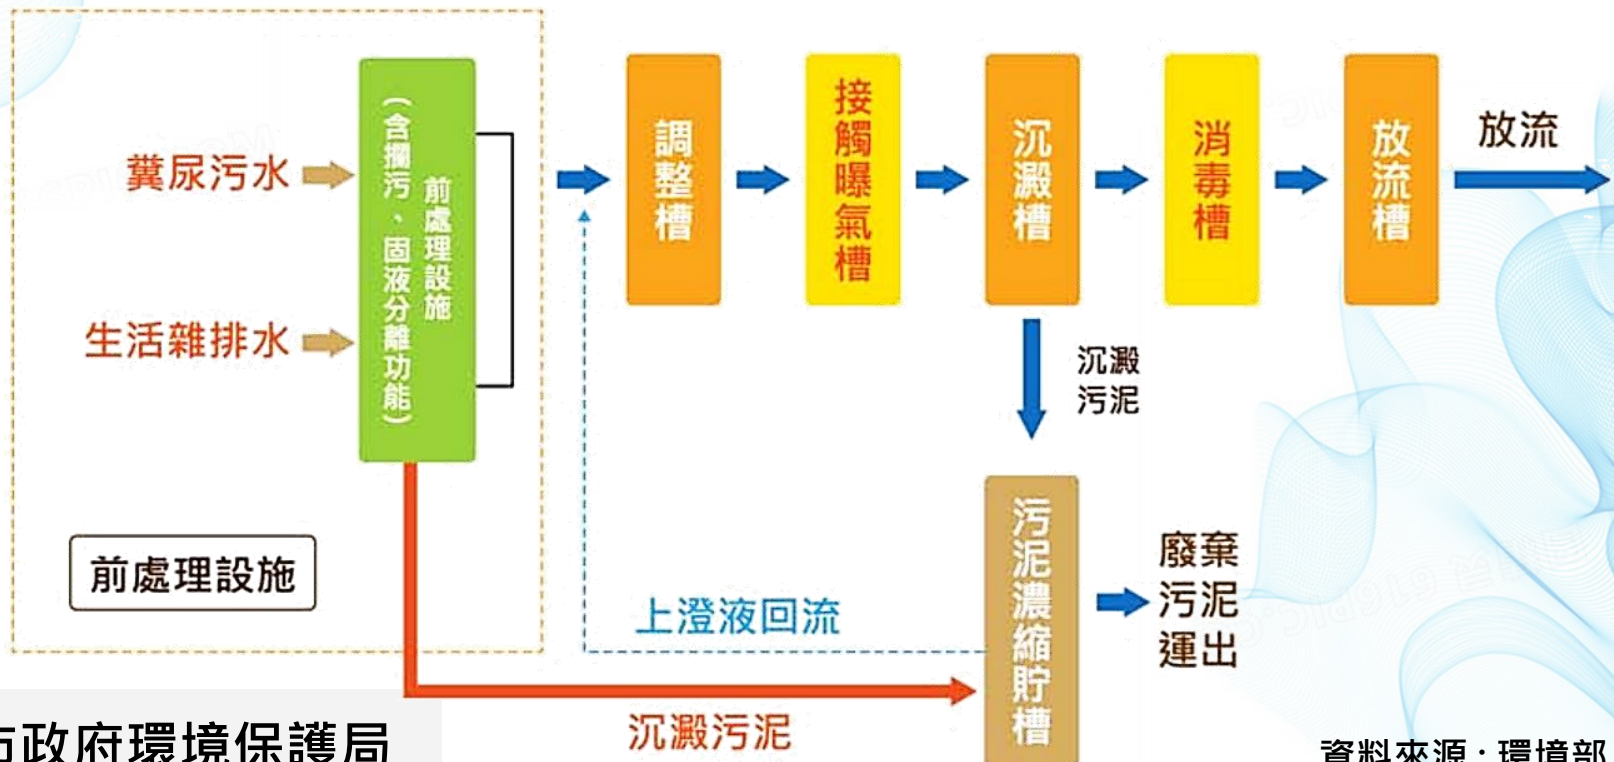 糞尿污水
生活雜排水
前處理設施
（含攔污、固液分離功能）
前處理設施
調整槽
接觸曝氣槽
沉澱槽
消毒槽
放流槽
放流
沉澱
污泥
污泥濃縮貯槽
廢棄
污泥
運出
上澄液回流
沉澱污泥
市政府環境保護局
資料來源：環境部